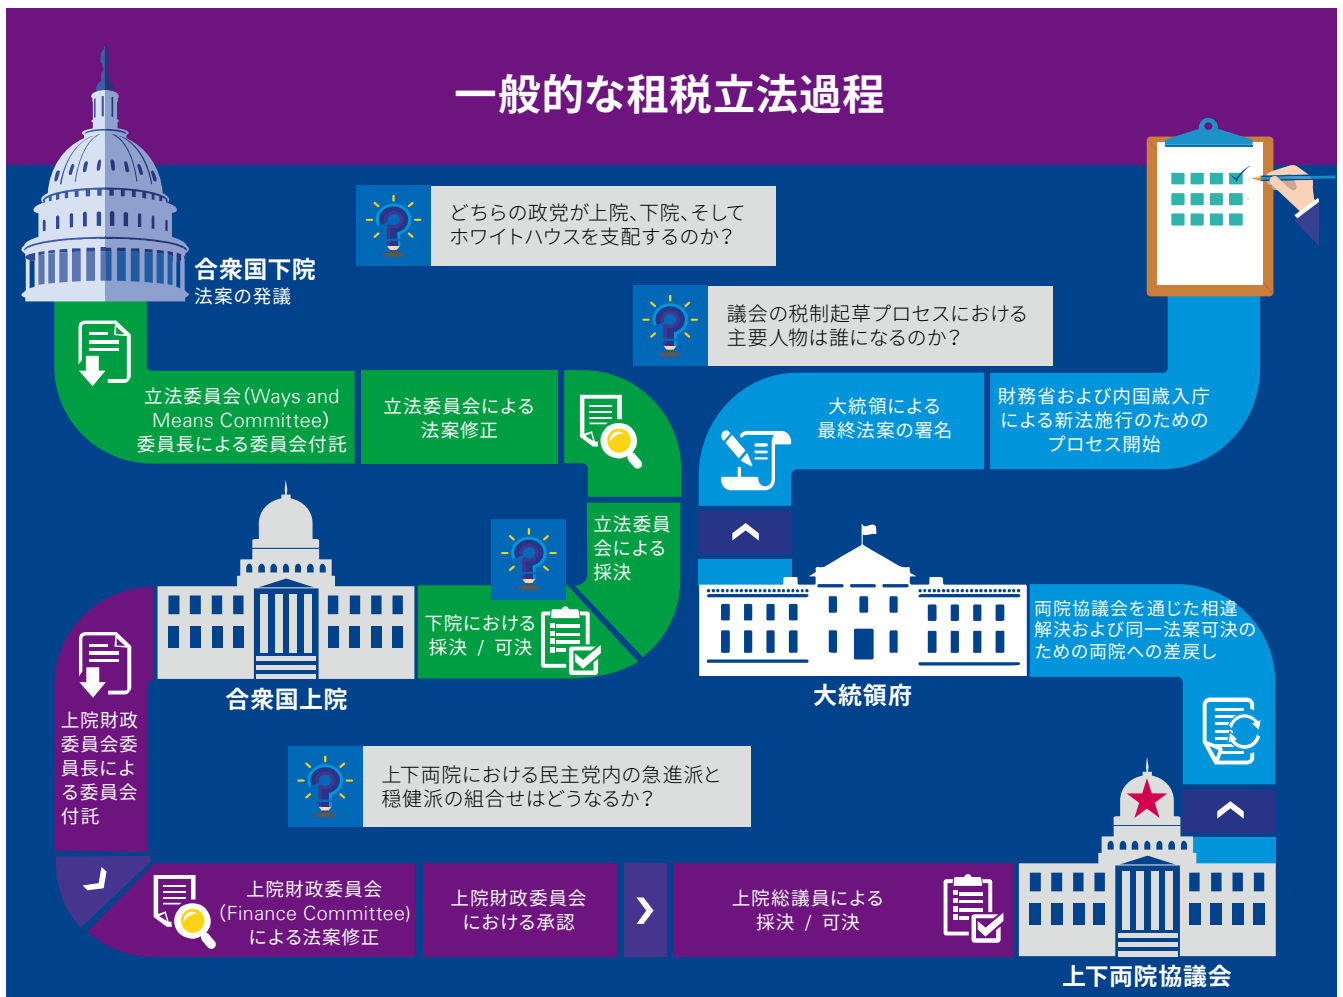 一般的な租税立法過程
どちらの政党が上院、下院、そして
ホワイトハウスを支配するのか？
合衆国下院
法案の発議
議会の税制起草プロセスにおける
主要人物は誰になるのか？
立法委員会（Ways and
Means Committee）
委員長による委員会付託
立法委員会による
法案修正
立法委員
会による
採決
下院における
採決 / 可決
合衆国上院
上院財政
委員会委
員長によ
る委員会
付託
上院財政委員会
（Finance Committee）
による法案修正
上院財政委員会
における承認
上院総議員による
採決 / 可決
上下両院における民主党内の急進派と
穏健派の組合せはどうなるか？
上下両院協議会
両院協議会を通じた相違
解決および同一法案可決の
ための両院への差戻し
大統領府
大統領による
最終法案の署名
財務省および内国歳入庁
による新法施行のための
プロセス開始